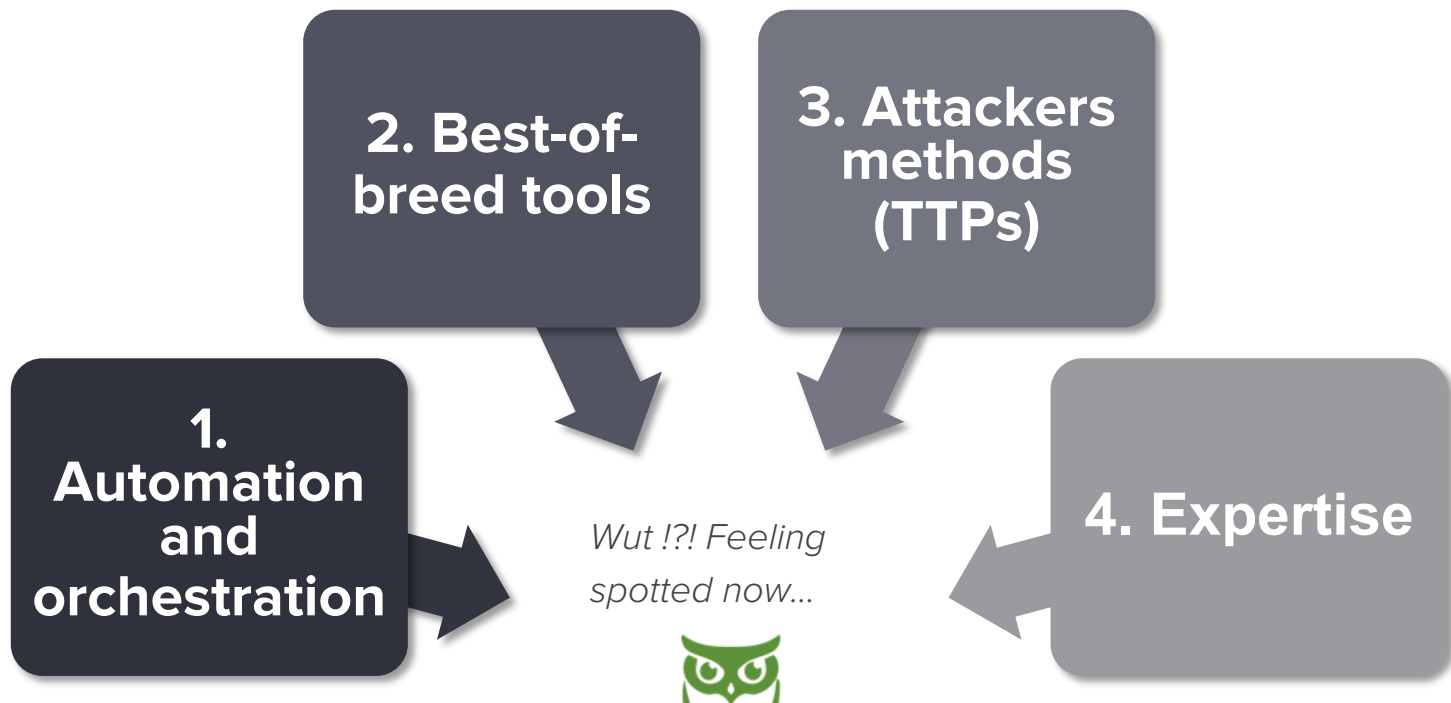 1.
Automation
and
orchestration
2. Best-of-
breed tools
3. Attackers
methods
(TTPs)
4. Expertise
Wut !?! Feeling
spotted now...